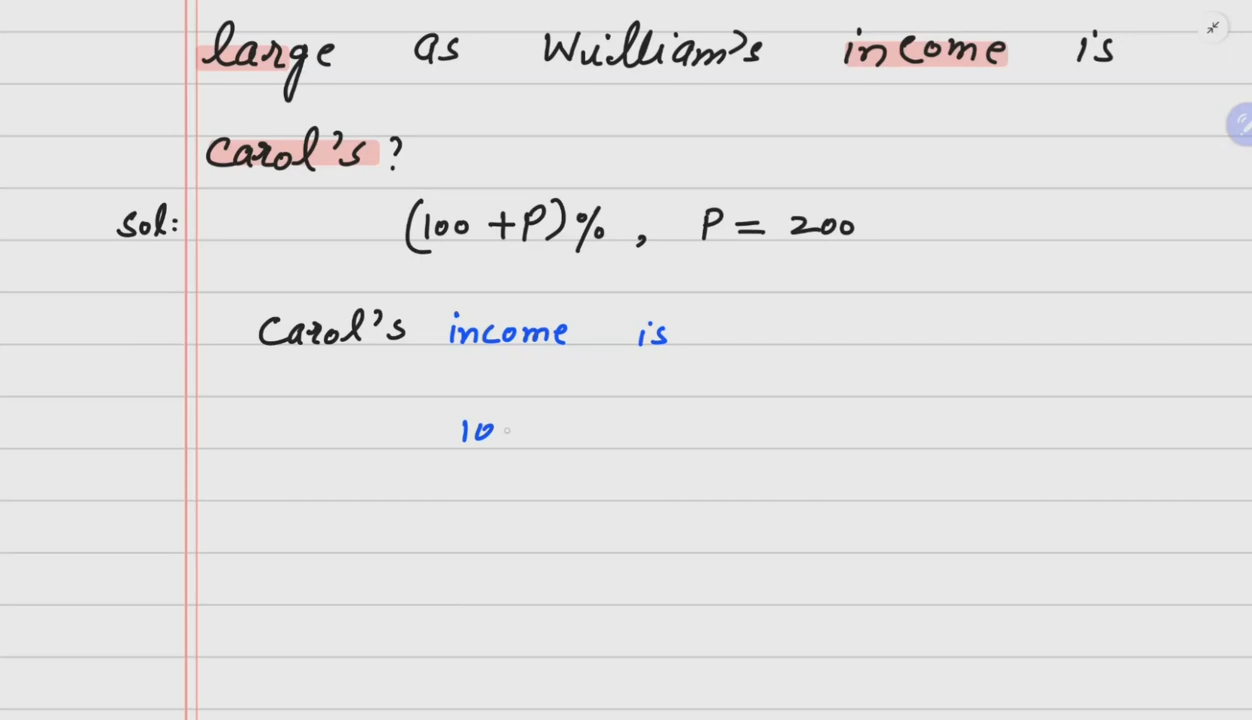 large as William's income is
Carol's?
Sol: (100 + P) % , P = 200
Carol's income is
10